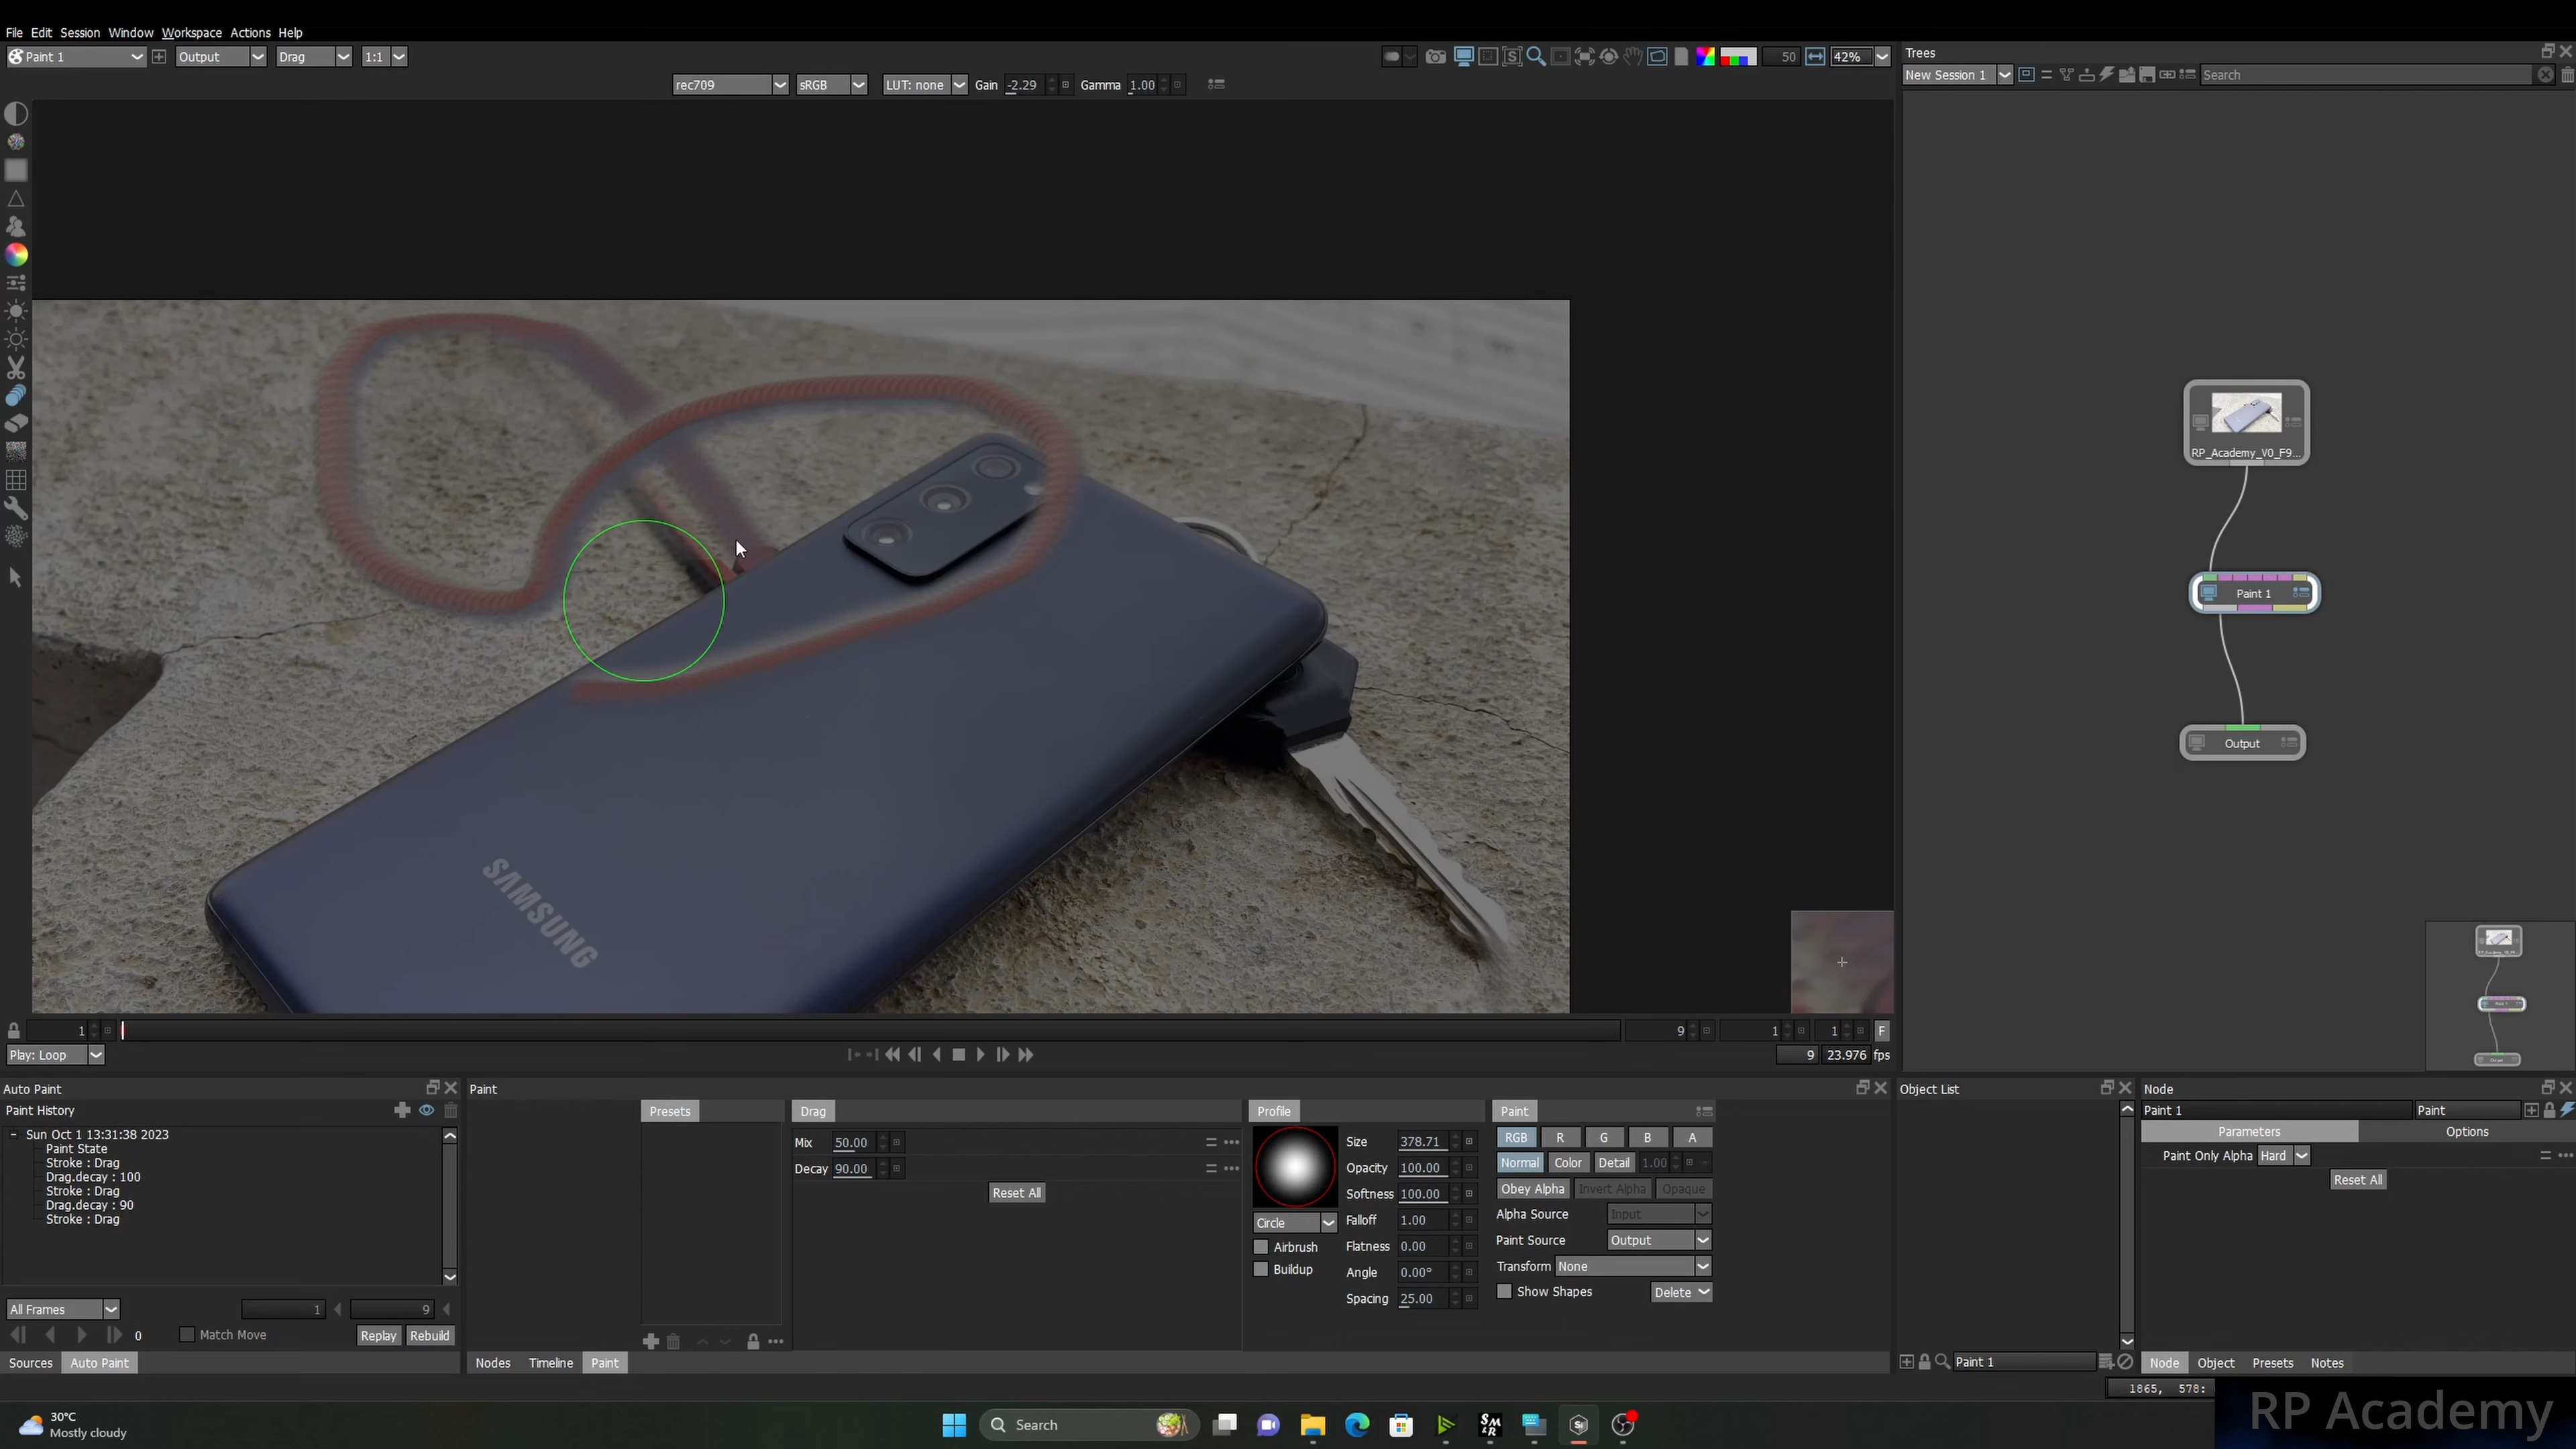 File Edit Session Window Workspace Actions Help
Paint 1 Output Drag 1:1 50 42%
rec709 sRGB LUT: none Gain -2.29 Gamma 1.00
Trees
New Session 1 Search
RP_Academy_V0_F9...
Paint 1
Output
SAMSUNG
1 9 1 1 F
Play: Loop 9 23.976 fps
Auto Paint
Paint History
Sun Oct 1 13:31:38 2023
Paint State
Stroke : Drag
Drag.decay : 100
Stroke : Drag
Drag.decay : 90
Stroke : Drag
All Frames 1 9
0 Match Move Replay Rebuild
Sources Auto Paint
Paint
Presets
Nodes Timeline Paint
Drag
Mix 50.00
Decay 90.00
Reset All
Profile
Circle
Airbrush
Buildup
Size 378.71
Opacity 100.00
Softness 100.00
Falloff 1.00
Flatness 0.00
Angle 0.00°
Spacing 25.00
Paint
RGB R G B A
Normal Color Detail 1.00
Obey Alpha Invert Alpha Opaque
Alpha Source Input
Paint Source Output
Transform None
Show Shapes Delete
Object List
Paint 1
Node
Paint 1 Paint
Parameters Options
Paint Only Alpha Hard
Reset All
Node Object Presets Notes
1865, 578:
30°C
Mostly cloudy
Search
RP Academy